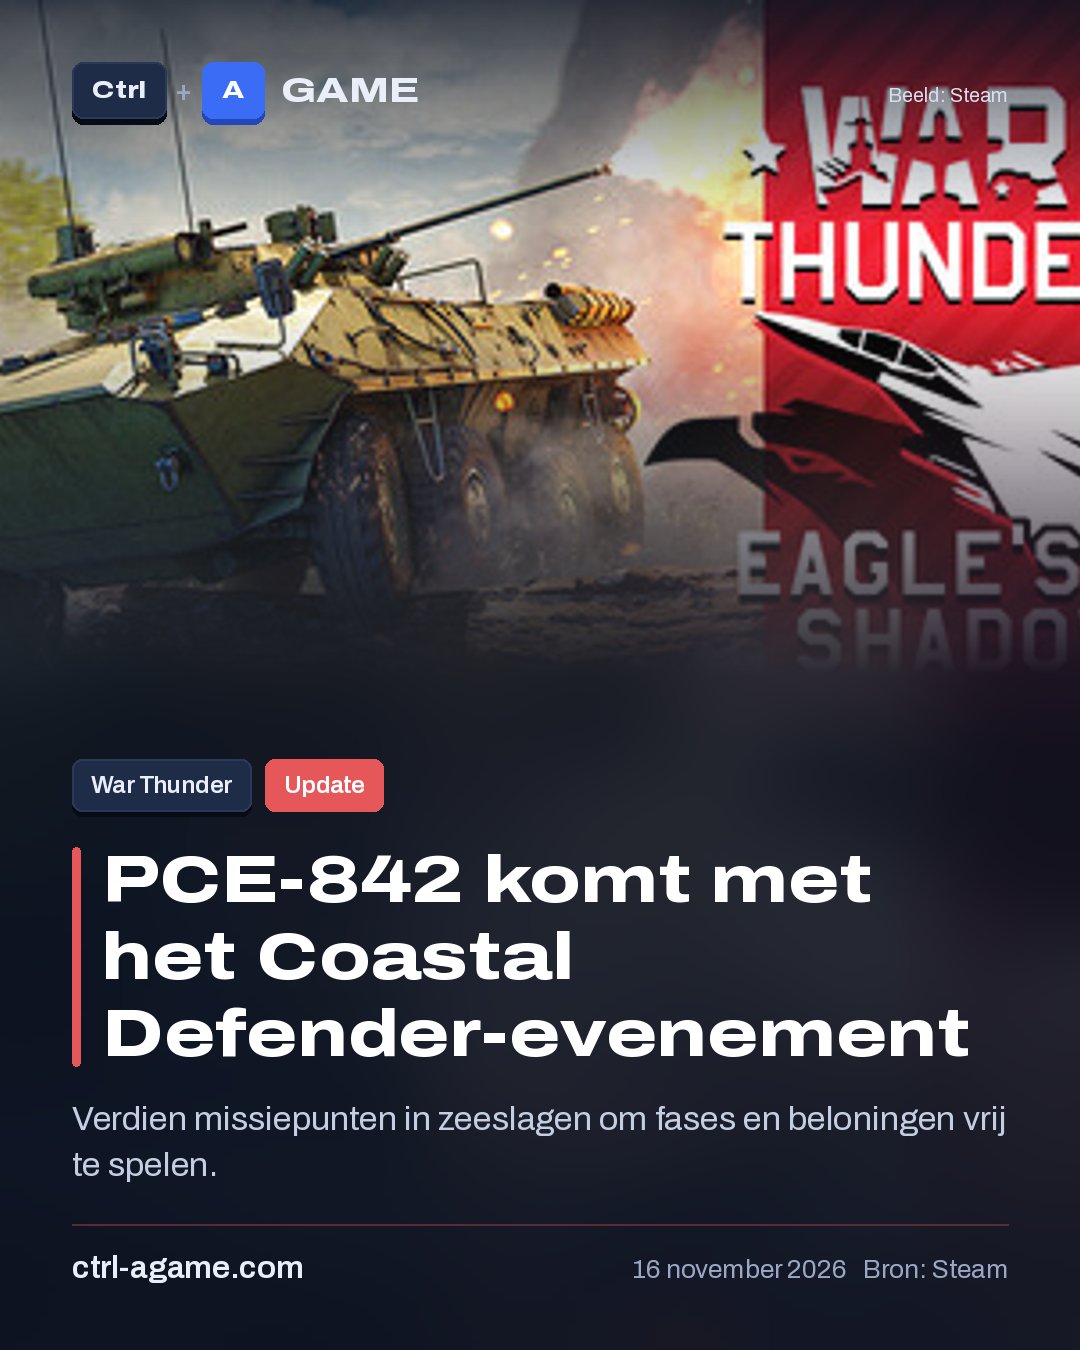 Ctrl + A GAME
Beeld: Steam
WAR
THUNDE
EAGLE'S
SHADO
War Thunder
Update
PCE-842 komt met
het Coastal
Defender-evenement
Verdien missiepunten in zeeslagen om fases en beloningen vrij
te spelen.
ctrl-agame.com
16 november 2026 Bron: Steam